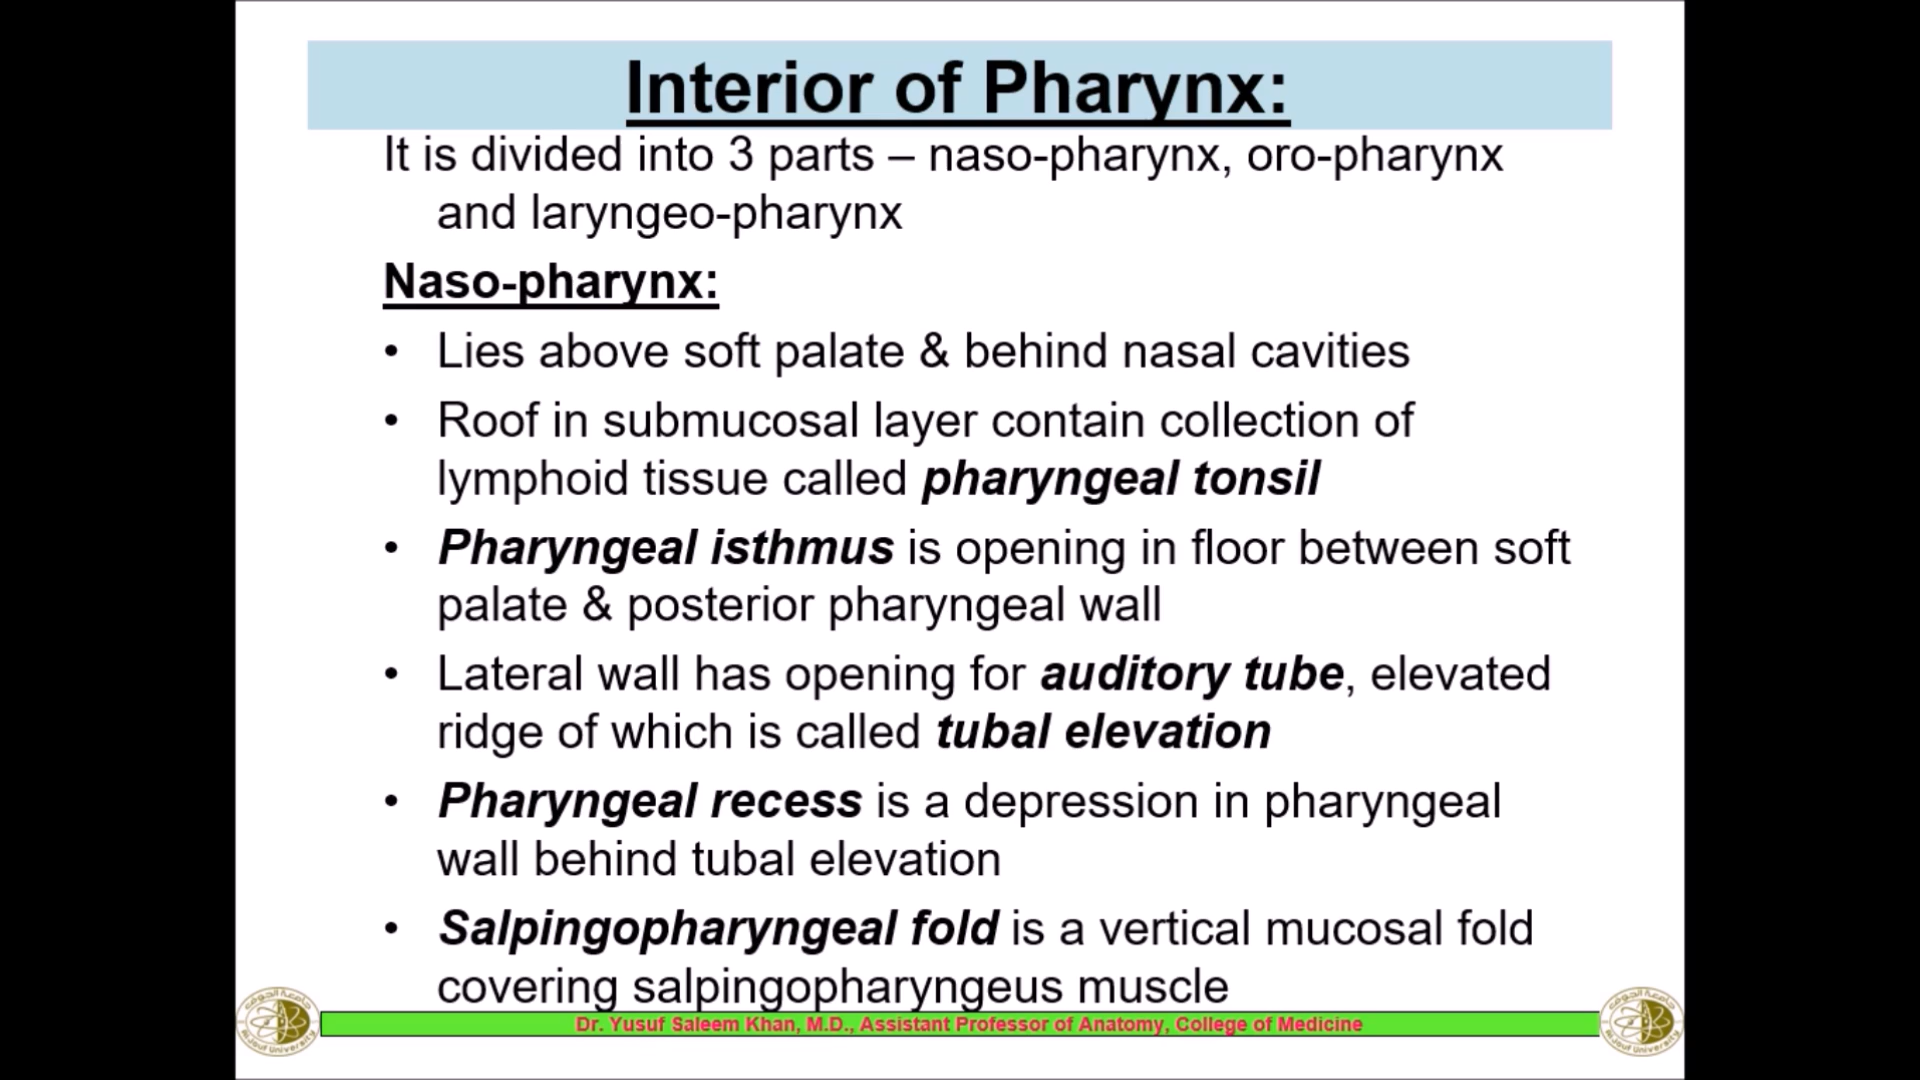 Interior of Pharynx:
It is divided into 3 parts – naso-pharynx, oro-pharynx
and laryngeo-pharynx
Naso-pharynx:
• Lies above soft palate & behind nasal cavities
• Roof in submucosal layer contain collection of
lymphoid tissue called pharyngeal tonsil
• Pharyngeal isthmus is opening in floor between soft
palate & posterior pharyngeal wall
• Lateral wall has opening for auditory tube, elevated
ridge of which is called tubal elevation
• Pharyngeal recess is a depression in pharyngeal
wall behind tubal elevation
• Salpingopharyngeal fold is a vertical mucosal fold
covering salpingopharyngeus muscle
Dr. Yusuf Saleem Khan, M.D., Assistant Professor of Anatomy, College of Medicine